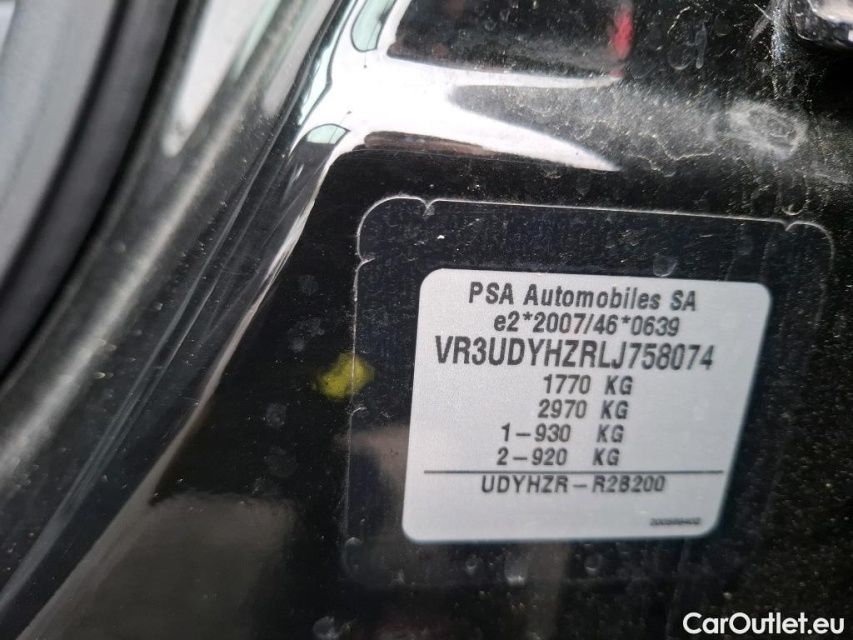 PSA Automobiles SA
e2*2007/46*0639
VR3UDYHZRLJ758074
1770 KG
2970 KG
1-930 KG
2-920 KG
UDYHZR-R2B200
CarOutlet.eu